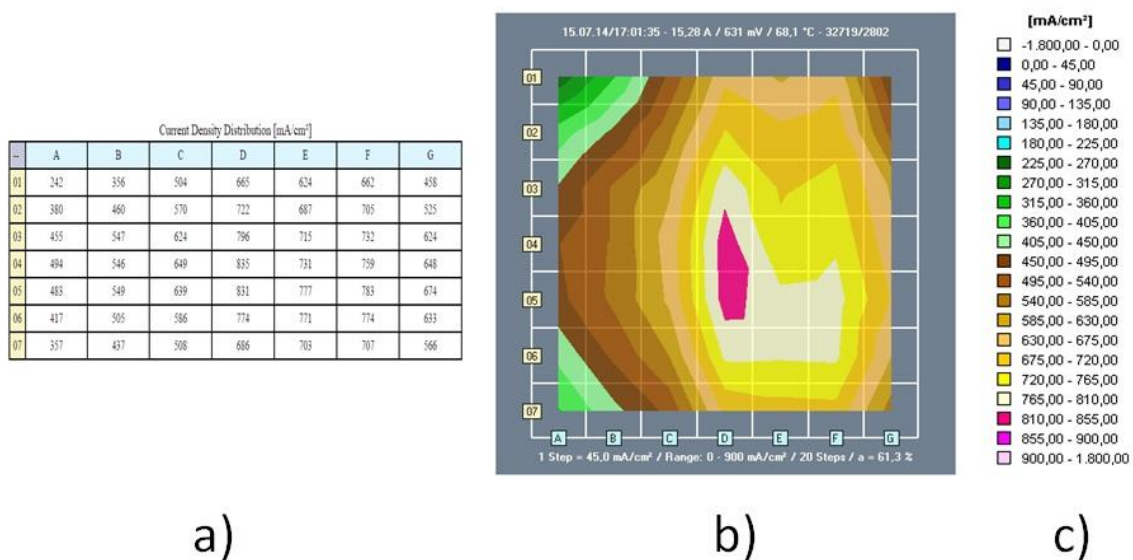 Current Density Distribution [mA/cm²]
-- A B C D E F G
01 242 356 504 665 624 662 458
02 380 460 570 722 687 705 525
03 455 547 624 796 715 732 624
04 494 546 649 835 731 759 648
05 483 549 639 831 777 783 674
06 417 505 586 774 771 774 633
07 357 437 508 686 703 707 566
a)
15.07.14/17:01:35 - 15,28 A / 631 mV / 68,1 °C - 32719/2802
01
02
03
04
05
06
07
A B C D E F G
1 Step = 45,0 mA/cm² / Range: 0 - 900 mA/cm² / 20 Steps / a = 61,3 %
b)
[mA/cm²]
-1.800,00 - 0,00
0,00 - 45,00
45,00 - 90,00
90,00 - 135,00
135,00 - 180,00
180,00 - 225,00
225,00 - 270,00
270,00 - 315,00
315,00 - 360,00
360,00 - 405,00
405,00 - 450,00
450,00 - 495,00
495,00 - 540,00
540,00 - 585,00
585,00 - 630,00
630,00 - 675,00
675,00 - 720,00
720,00 - 765,00
765,00 - 810,00
810,00 - 855,00
855,00 - 900,00
900,00 - 1.800,00
c)